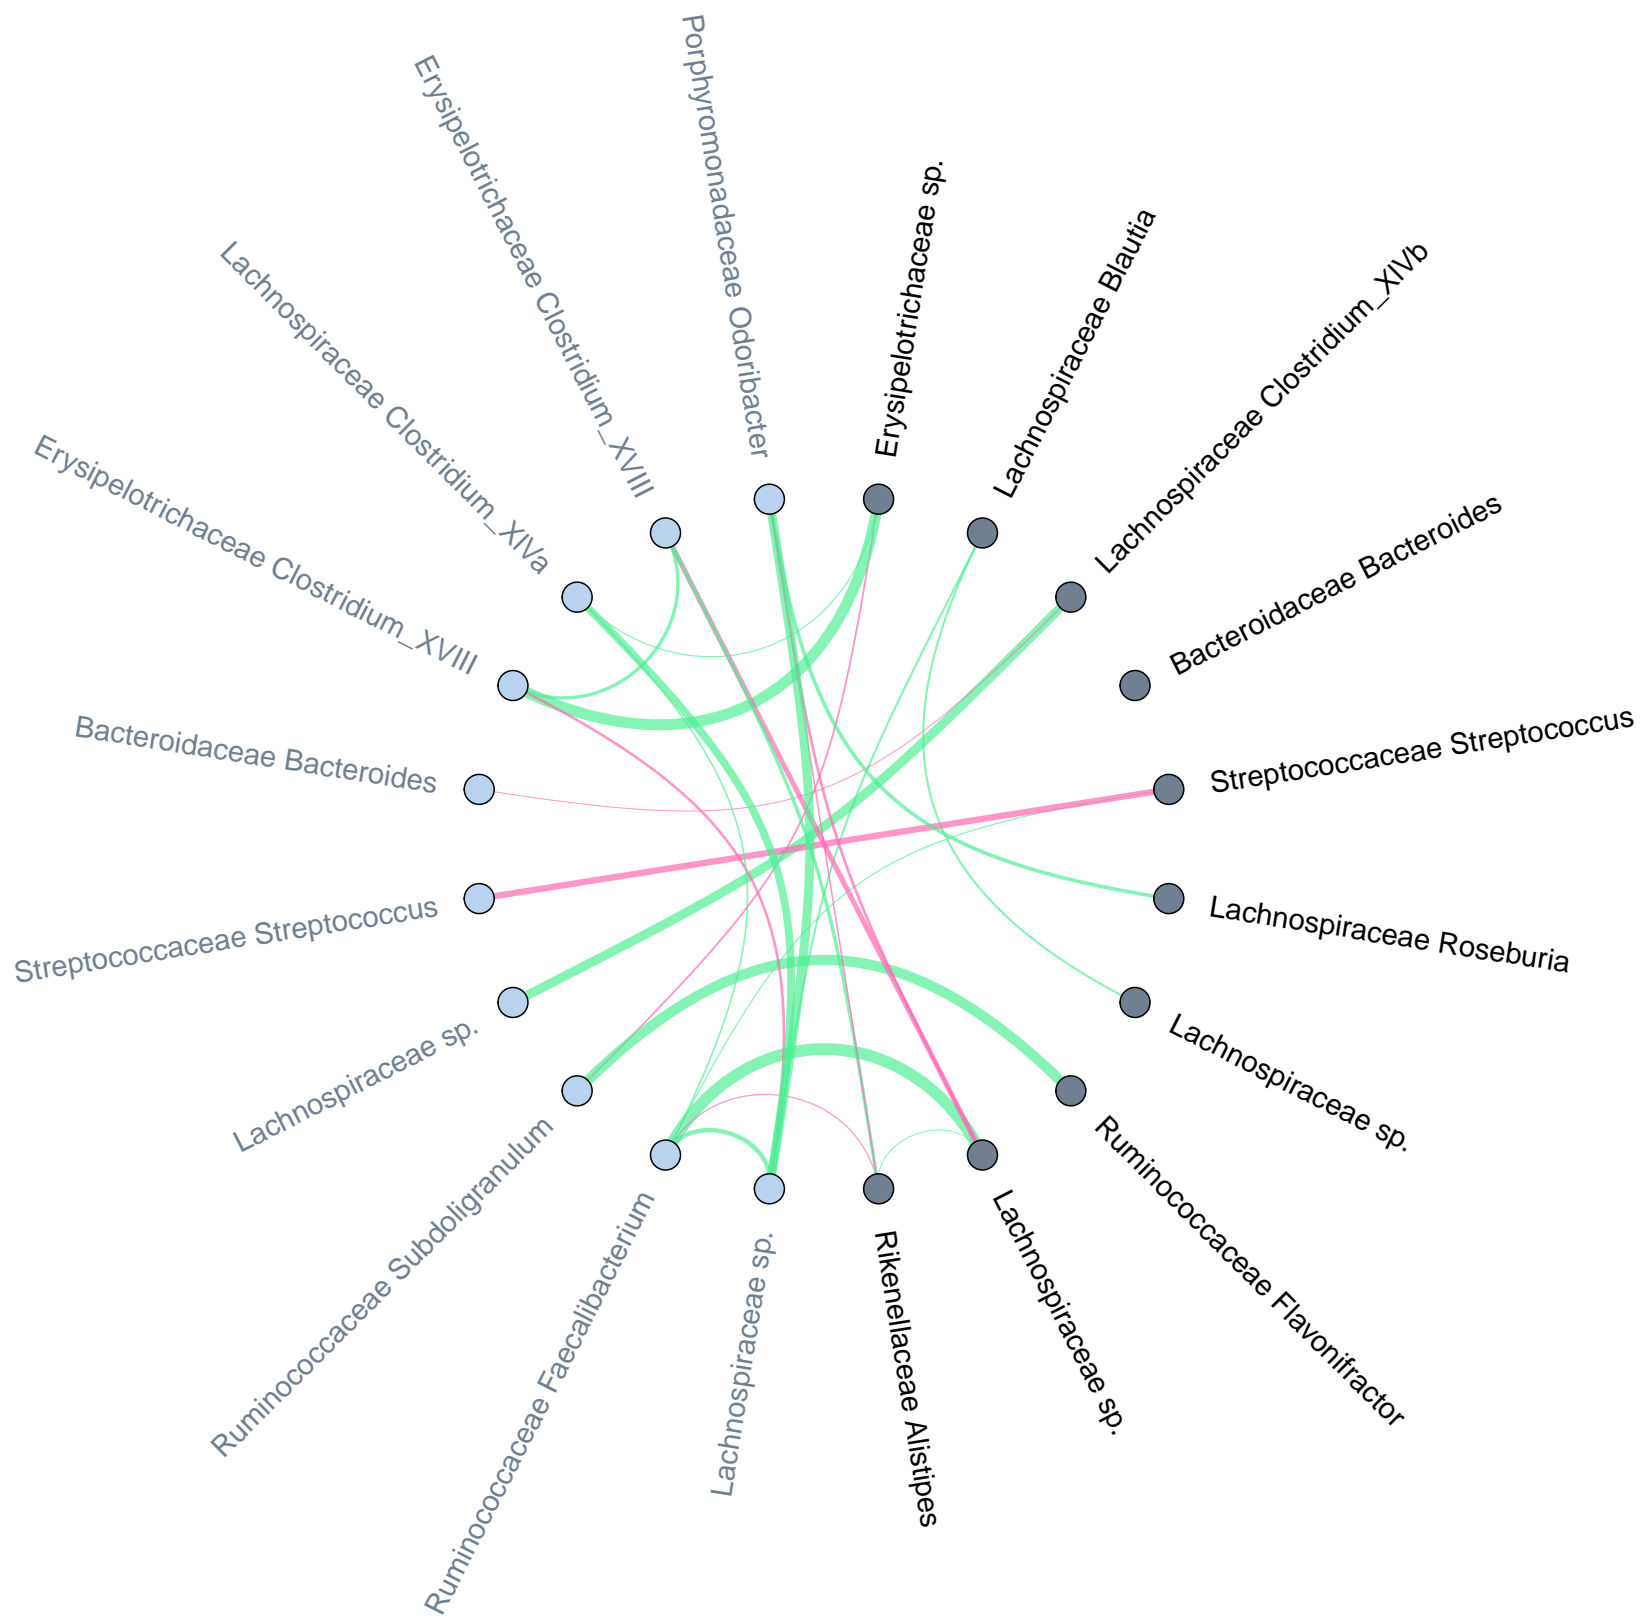 Porphyromonadaceae Odoribacter
Erysipelotrichaceae sp.
Lachnospiraceae Blautia
Lachnospiraceae Clostridium_XIVb
Bacteroidaceae Bacteroides
Streptococcaceae Streptococcus
Lachnospiraceae Roseburia
Lachnospiraceae sp.
Ruminococcaceae Flavonifractor
Lachnospiraceae sp.
Rikenellaceae Alistipes
Lachnospiraceae sp.
Ruminococcaceae Faecalibacterium
Ruminococcaceae Subdoligranulum
Lachnospiraceae sp.
Streptococcaceae Streptococcus
Bacteroidaceae Bacteroides
Erysipelotrichaceae Clostridium_XVIII
Lachnospiraceae Clostridium_XIVa
Erysipelotrichaceae Clostridium_XVIII